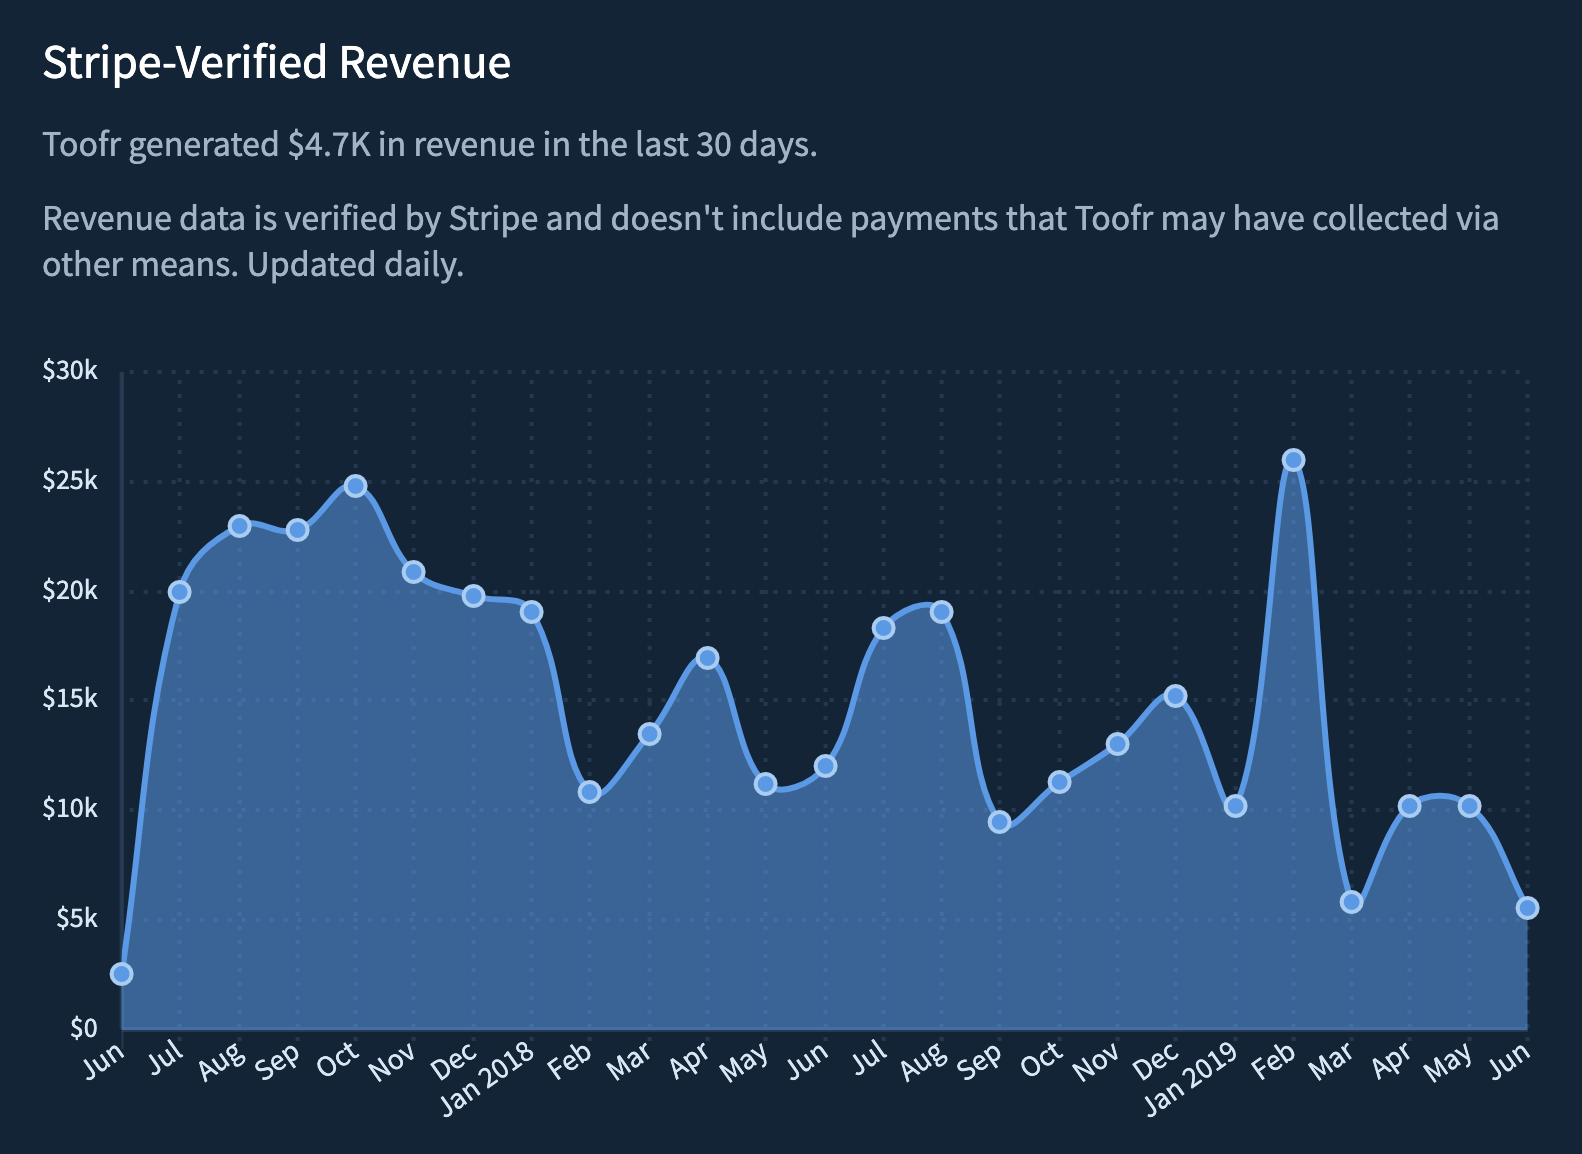 Stripe-Verified Revenue
Toofr generated $4.7K in revenue in the last 30 days.
Revenue data is verified by Stripe and doesn't include payments that Toofr may have collected via
other means. Updated daily.
$30k
$25k
$20k
$15k
$10k
$5k
$0
Jun Jul Aug Sep Oct Nov Dec Jan 2018 Feb Mar Apr May Jun Jul Aug Sep Oct Nov Dec Jan 2019 Feb Mar Apr May Jun